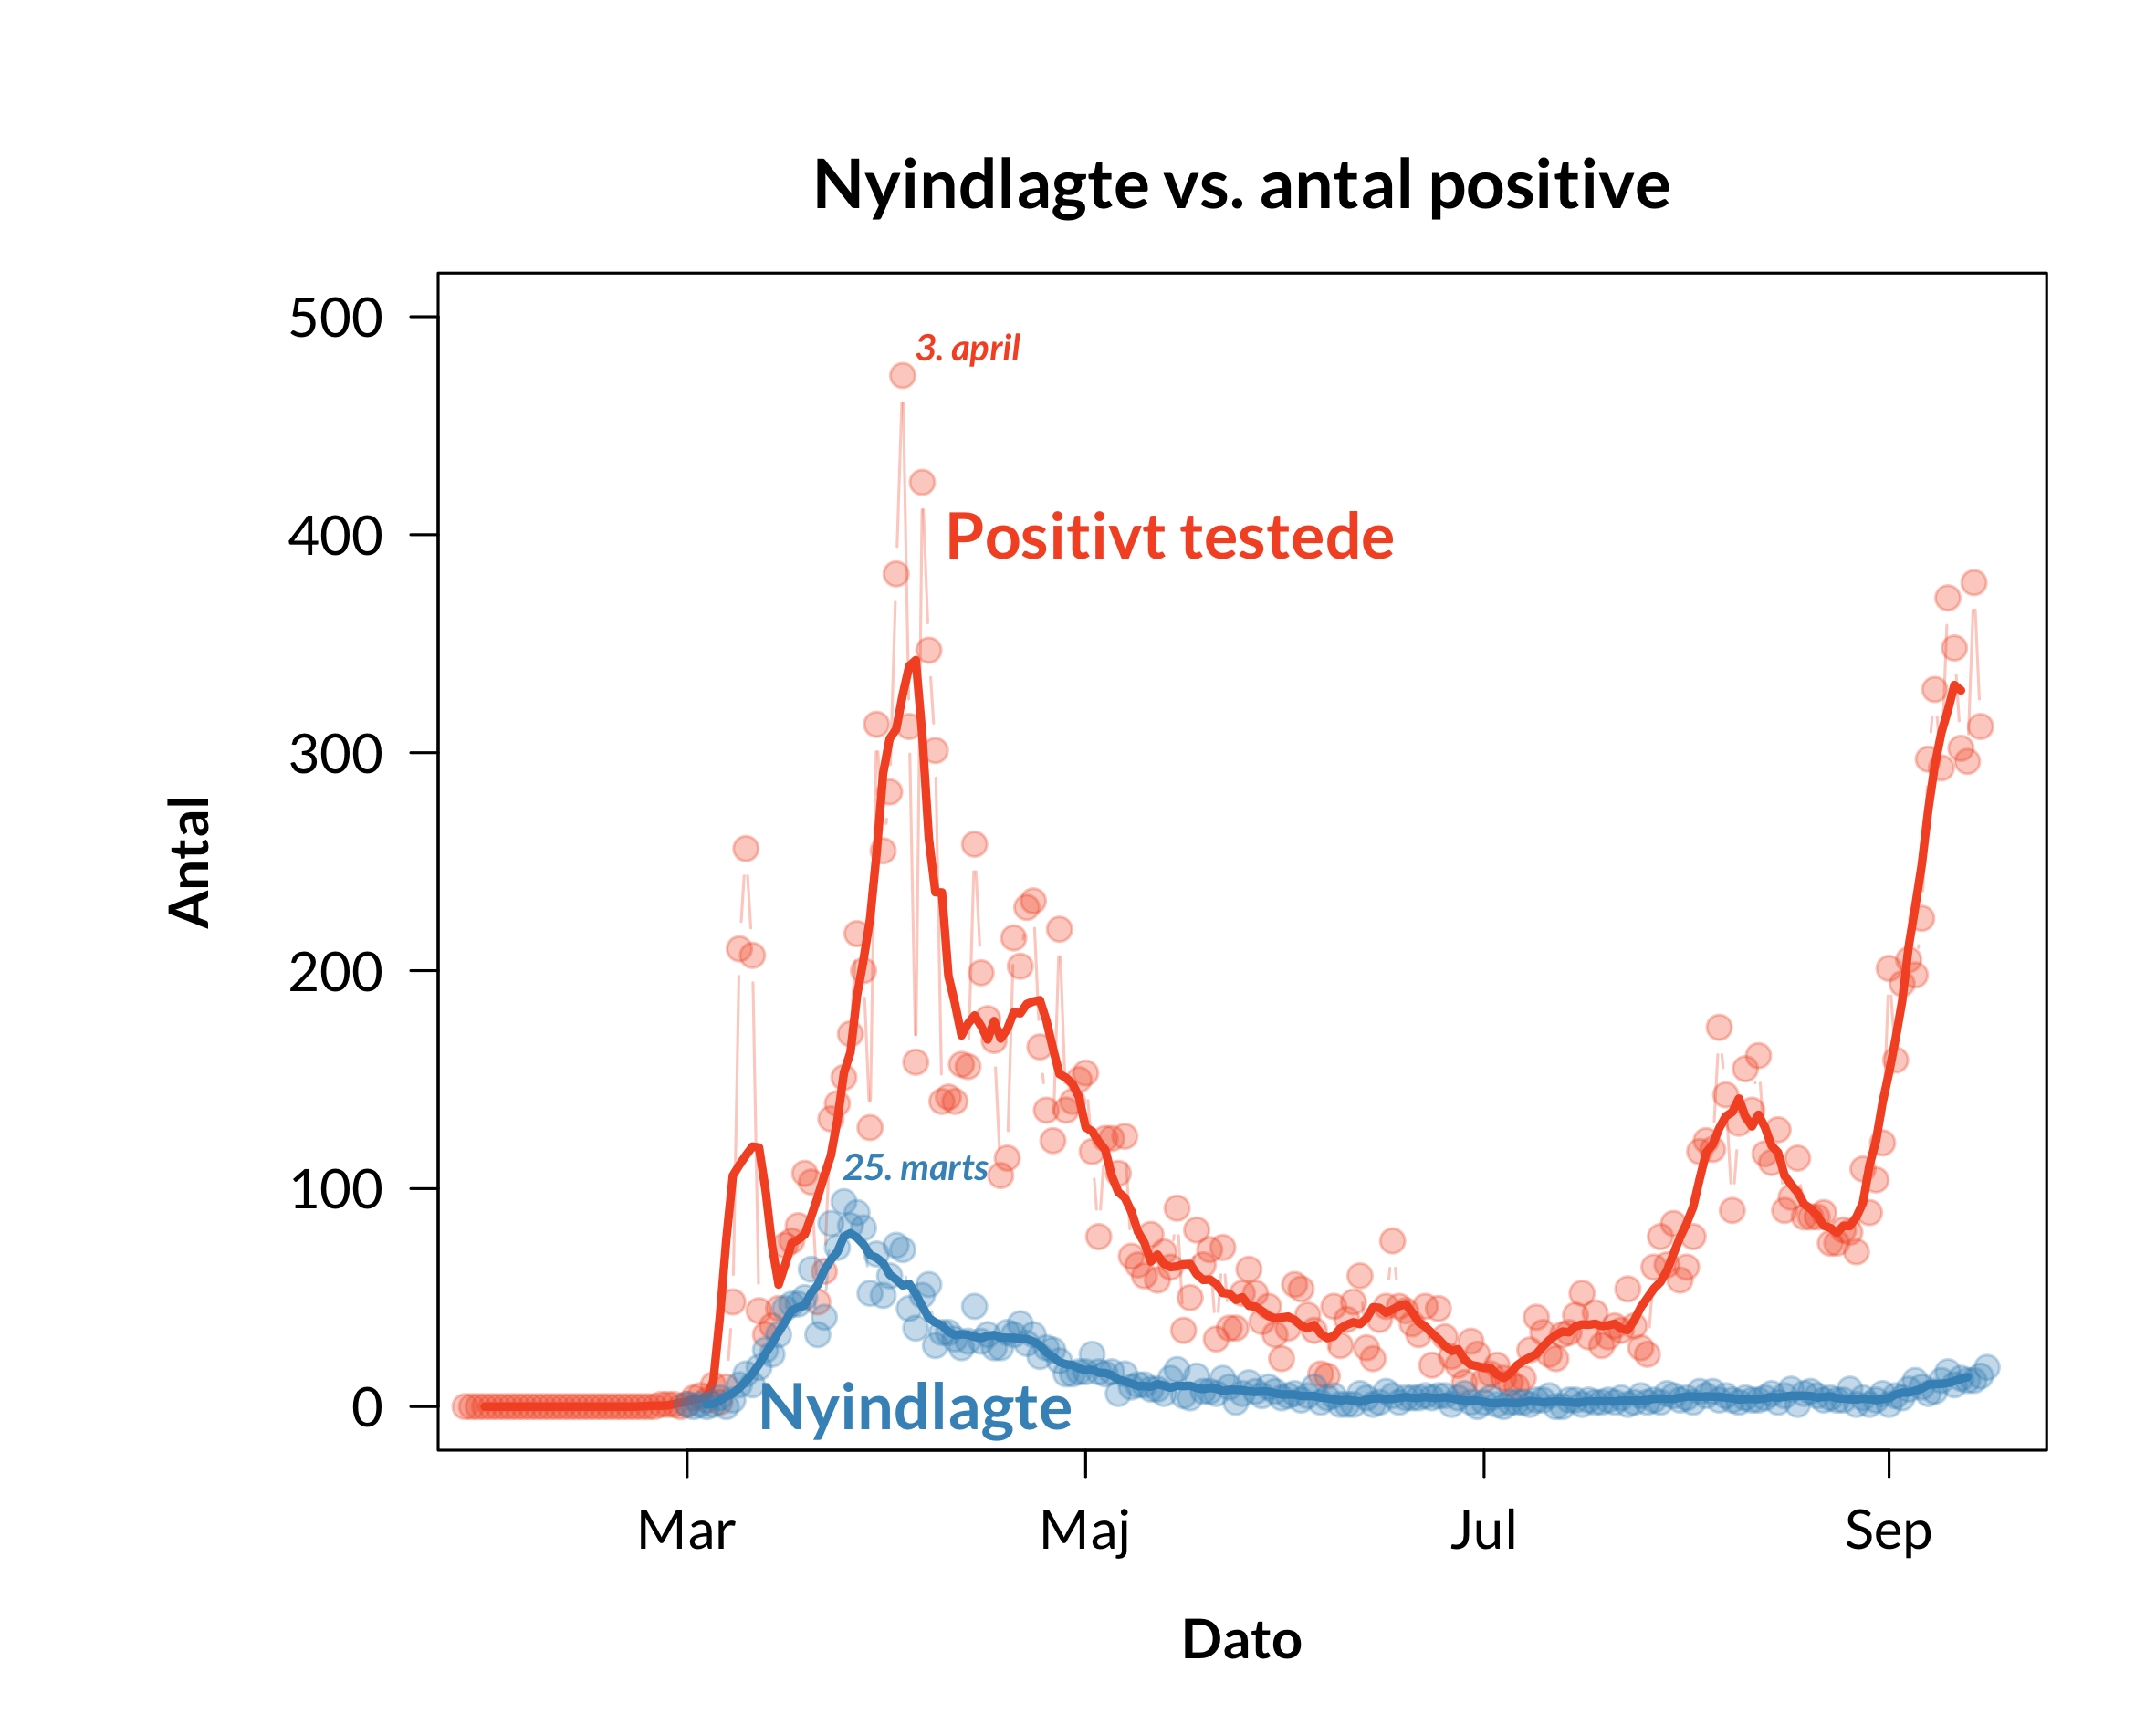 Nyindlagte vs. antal positive
500
400
300
200
100
0
Antal
3. april
Positivt testede
25. marts
Nyindlagte
Mar
Maj
Jul
Sep
Dato